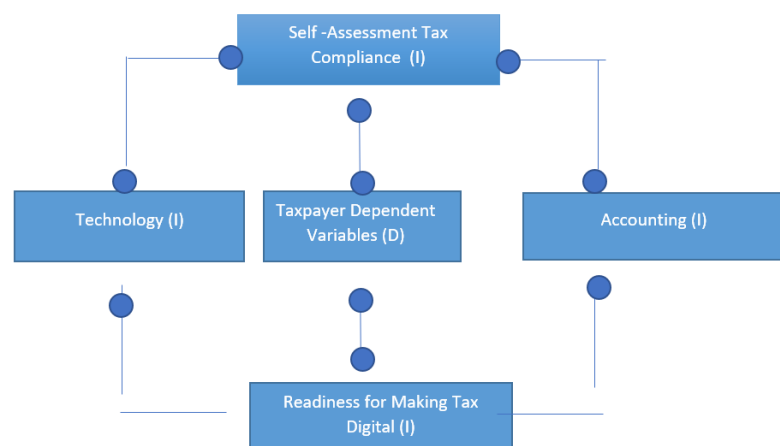 Self -Assessment Tax
Compliance (I)
Technology (I)
Taxpayer Dependent
Variables (D)
Accounting (I)
Readiness for Making Tax
Digital (I)